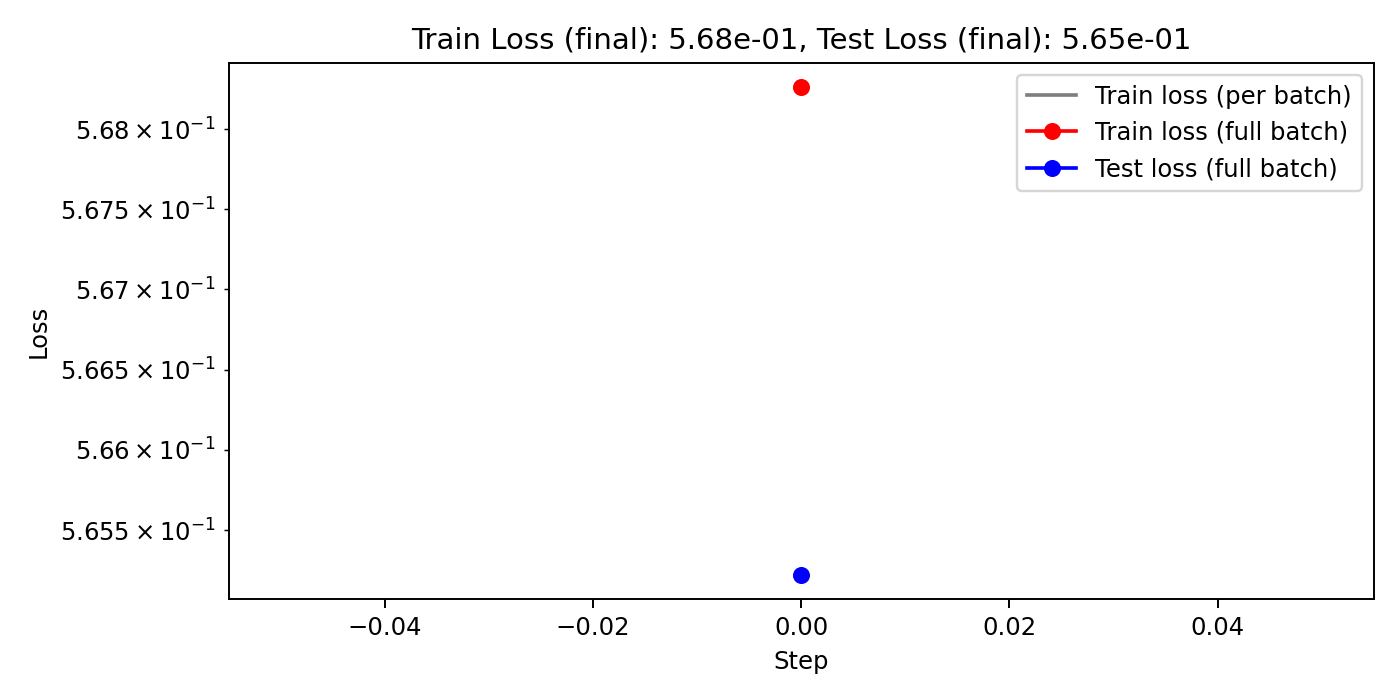 Train Loss (final): 5.68e-01, Test Loss (final): 5.65e-01
Train loss (per batch)
Train loss (full batch)
Test loss (full batch)
Loss
5.68 × 10⁻¹
5.675 × 10⁻¹
5.67 × 10⁻¹
5.665 × 10⁻¹
5.66 × 10⁻¹
5.655 × 10⁻¹
−0.04 −0.02 0.00 0.02 0.04
Step